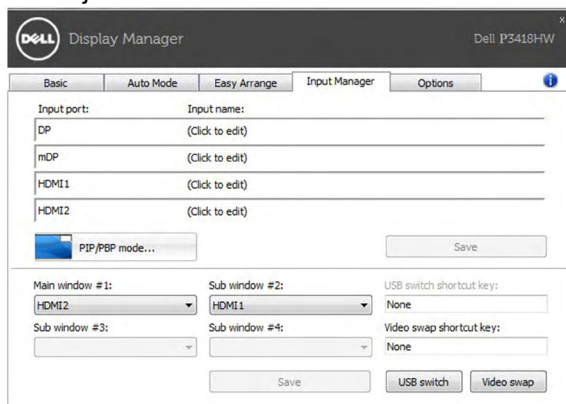 DELL Display Manager Dell P3418HW
Basic Auto Mode Easy Arrange Input Manager Options
Input port: Input name:
DP (Click to edit)
mDP (Click to edit)
HDMI1 (Click to edit)
HDMI2 (Click to edit)
PIP/PBP mode... Save
Main window #1: Sub window #2: USB switch shortcut key:
HDMI2 HDMI1 None
Sub window #3: Sub window #4: Video swap shortcut key:
None
Save USB switch Video swap